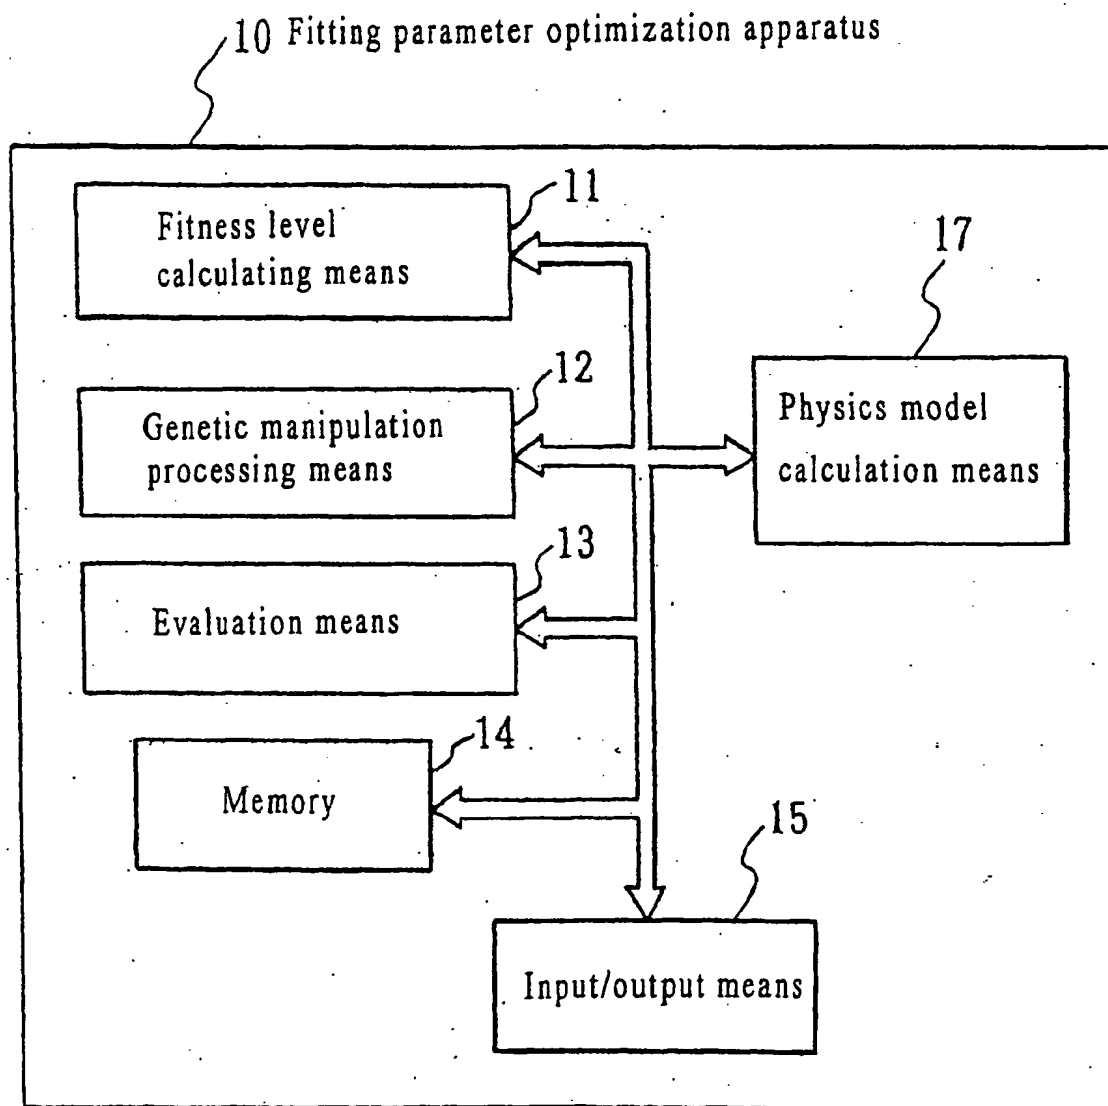 10 Fitting parameter optimization apparatus
11
Fitness level
calculating means
17
12
Genetic manipulation
processing means
Physics model
calculation means
13
Evaluation means
14
Memory
15
Input/output means